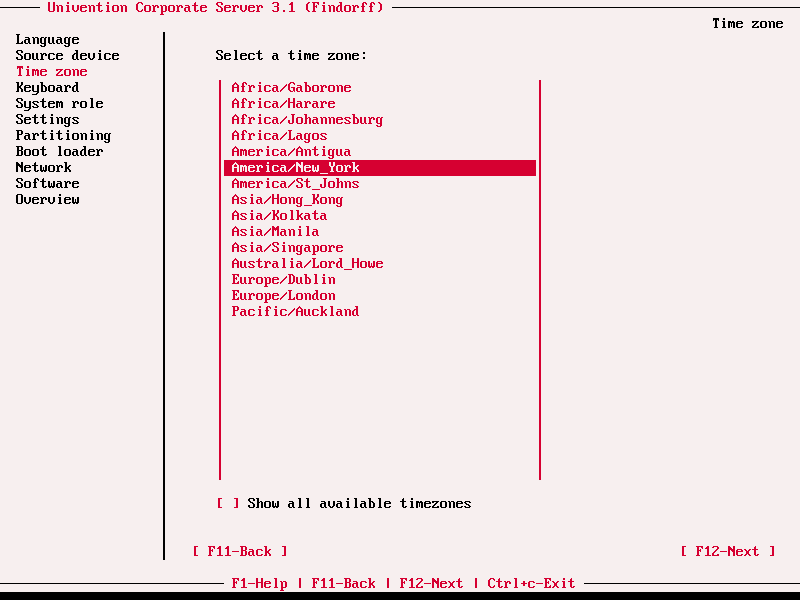 Univention Corporate Server 3.1 (Findorff)
Time zone
Language
Source device
Time zone
Keyboard
System role
Settings
Partitioning
Boot loader
Network
Software
Overview
Select a time zone:
Africa/Gaborone
Africa/Harare
Africa/Johannesburg
Africa/Lagos
America/Antigua
America/New_York
America/St_Johns
Asia/Hong_Kong
Asia/Kolkata
Asia/Manila
Asia/Singapore
Australia/Lord_Howe
Europe/Dublin
Europe/London
Pacific/Auckland
[ ] Show all available timezones
[ F11-Back ] [ F12-Next ]
F1-Help | F11-Back | F12-Next | Ctrl+c-Exit